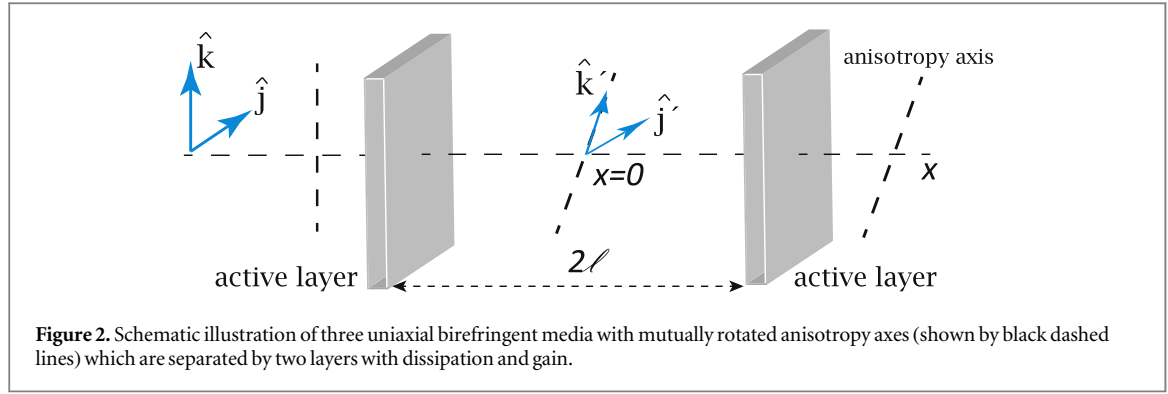 k̂
ĵ
k̂´
ĵ´
anisotropy axis
x=0
x
2ℓ
active layer
active layer
Figure 2. Schematic illustration of three uniaxial birefringent media with mutually rotated anisotropy axes (shown by black dashed
lines) which are separated by two layers with dissipation and gain.